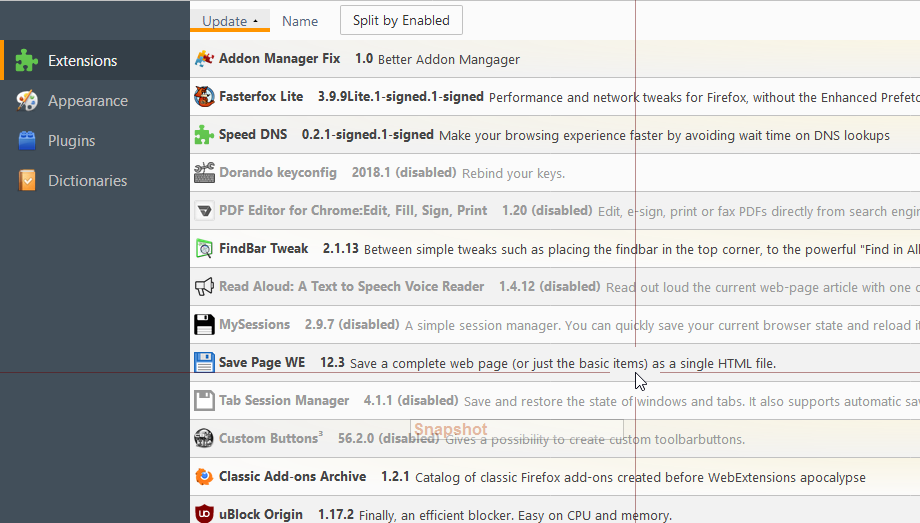 Update Name Split by Enabled
Extensions
Appearance
Plugins
Dictionaries
Addon Manager Fix 1.0 Better Addon Mangager
Fasterfox Lite 3.9.9Lite.1-signed.1-signed Performance and network tweaks for Firefox, without the Enhanced Prefetc
Speed DNS 0.2.1-signed.1-signed Make your browsing experience faster by avoiding wait time on DNS lookups
Dorando keyconfig 2018.1 (disabled) Rebind your keys.
PDF Editor for Chrome:Edit, Fill, Sign, Print 1.20 (disabled) Edit, e-sign, print or fax PDFs directly from search engin
FindBar Tweak 2.1.13 Between simple tweaks such as placing the findbar in the top corner, to the powerful "Find in All
Read Aloud: A Text to Speech Voice Reader 1.4.12 (disabled) Read out loud the current web-page article with one c
MySessions 2.9.7 (disabled) A simple session manager. You can quickly save your current browser state and reload it
Save Page WE 12.3 Save a complete web page (or just the basic items) as a single HTML file.
Tab Session Manager 4.1.1 (disabled) Save and restore the state of windows and tabs. It also supports automatic sav
Snapshot
Custom Buttons³ 56.2.0 (disabled) Gives a possibility to create custom toolbarbuttons.
Classic Add-ons Archive 1.2.1 Catalog of classic Firefox add-ons created before WebExtensions apocalypse
uBlock Origin 1.17.2 Finally, an efficient blocker. Easy on CPU and memory.